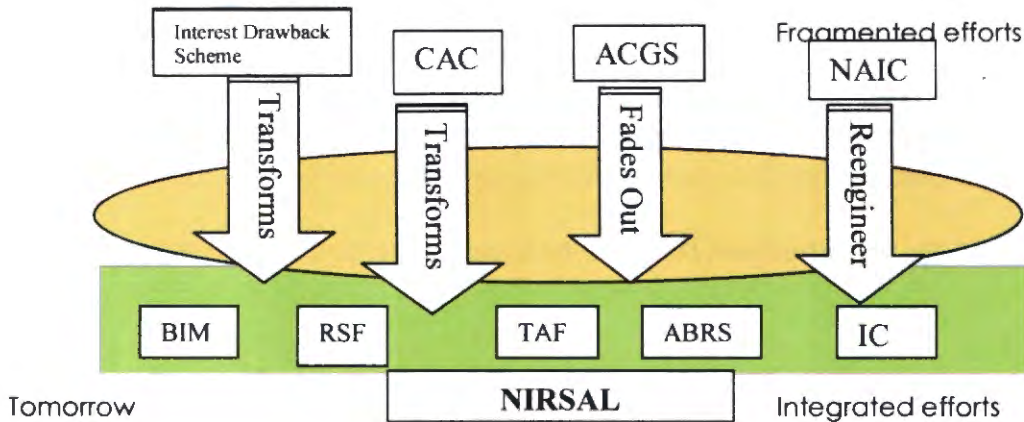 Interest Drawback
Scheme
CAC
ACGS
Fragmented efforts
NAIC
Transforms
Transforms
Fades Out
Reengineer
BIM
RSF
TAF
ABRS
IC
Tomorrow
NIRSAL
Integrated efforts